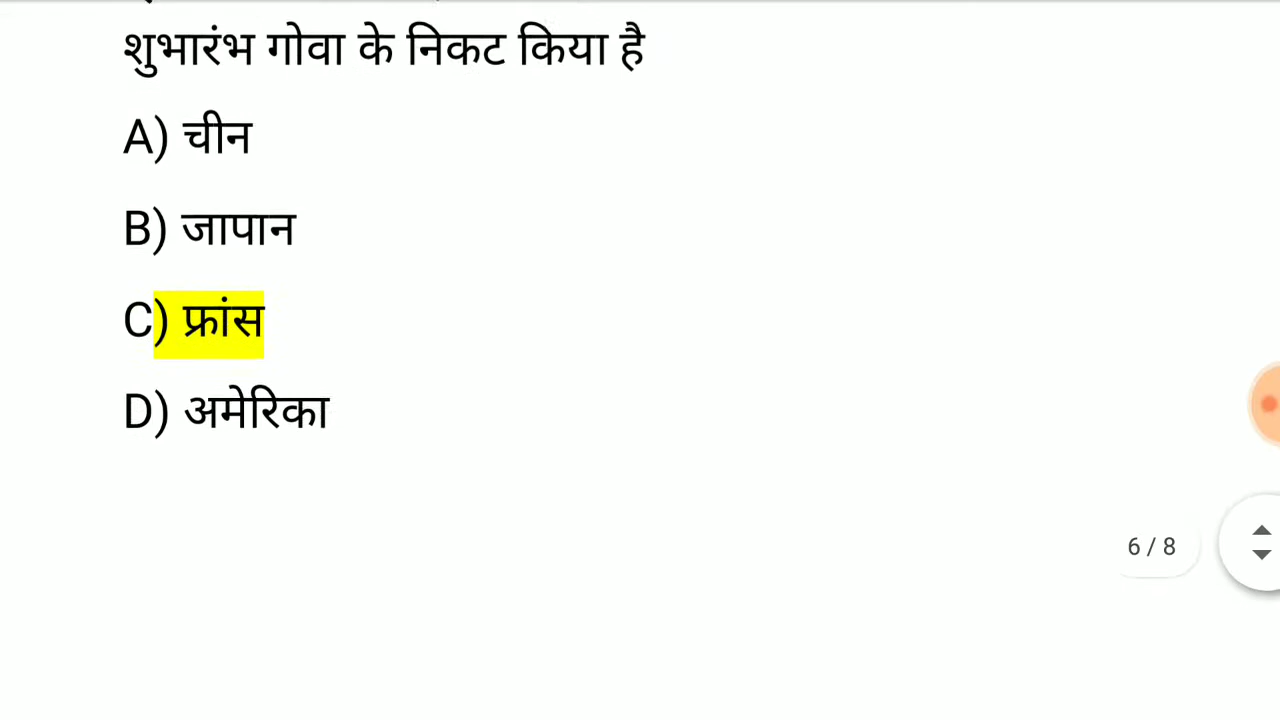 शुभारंभ गोवा के निकट किया है
A) चीन
B) जापान
C) फ्रांस
D) अमेरिका
6 / 8